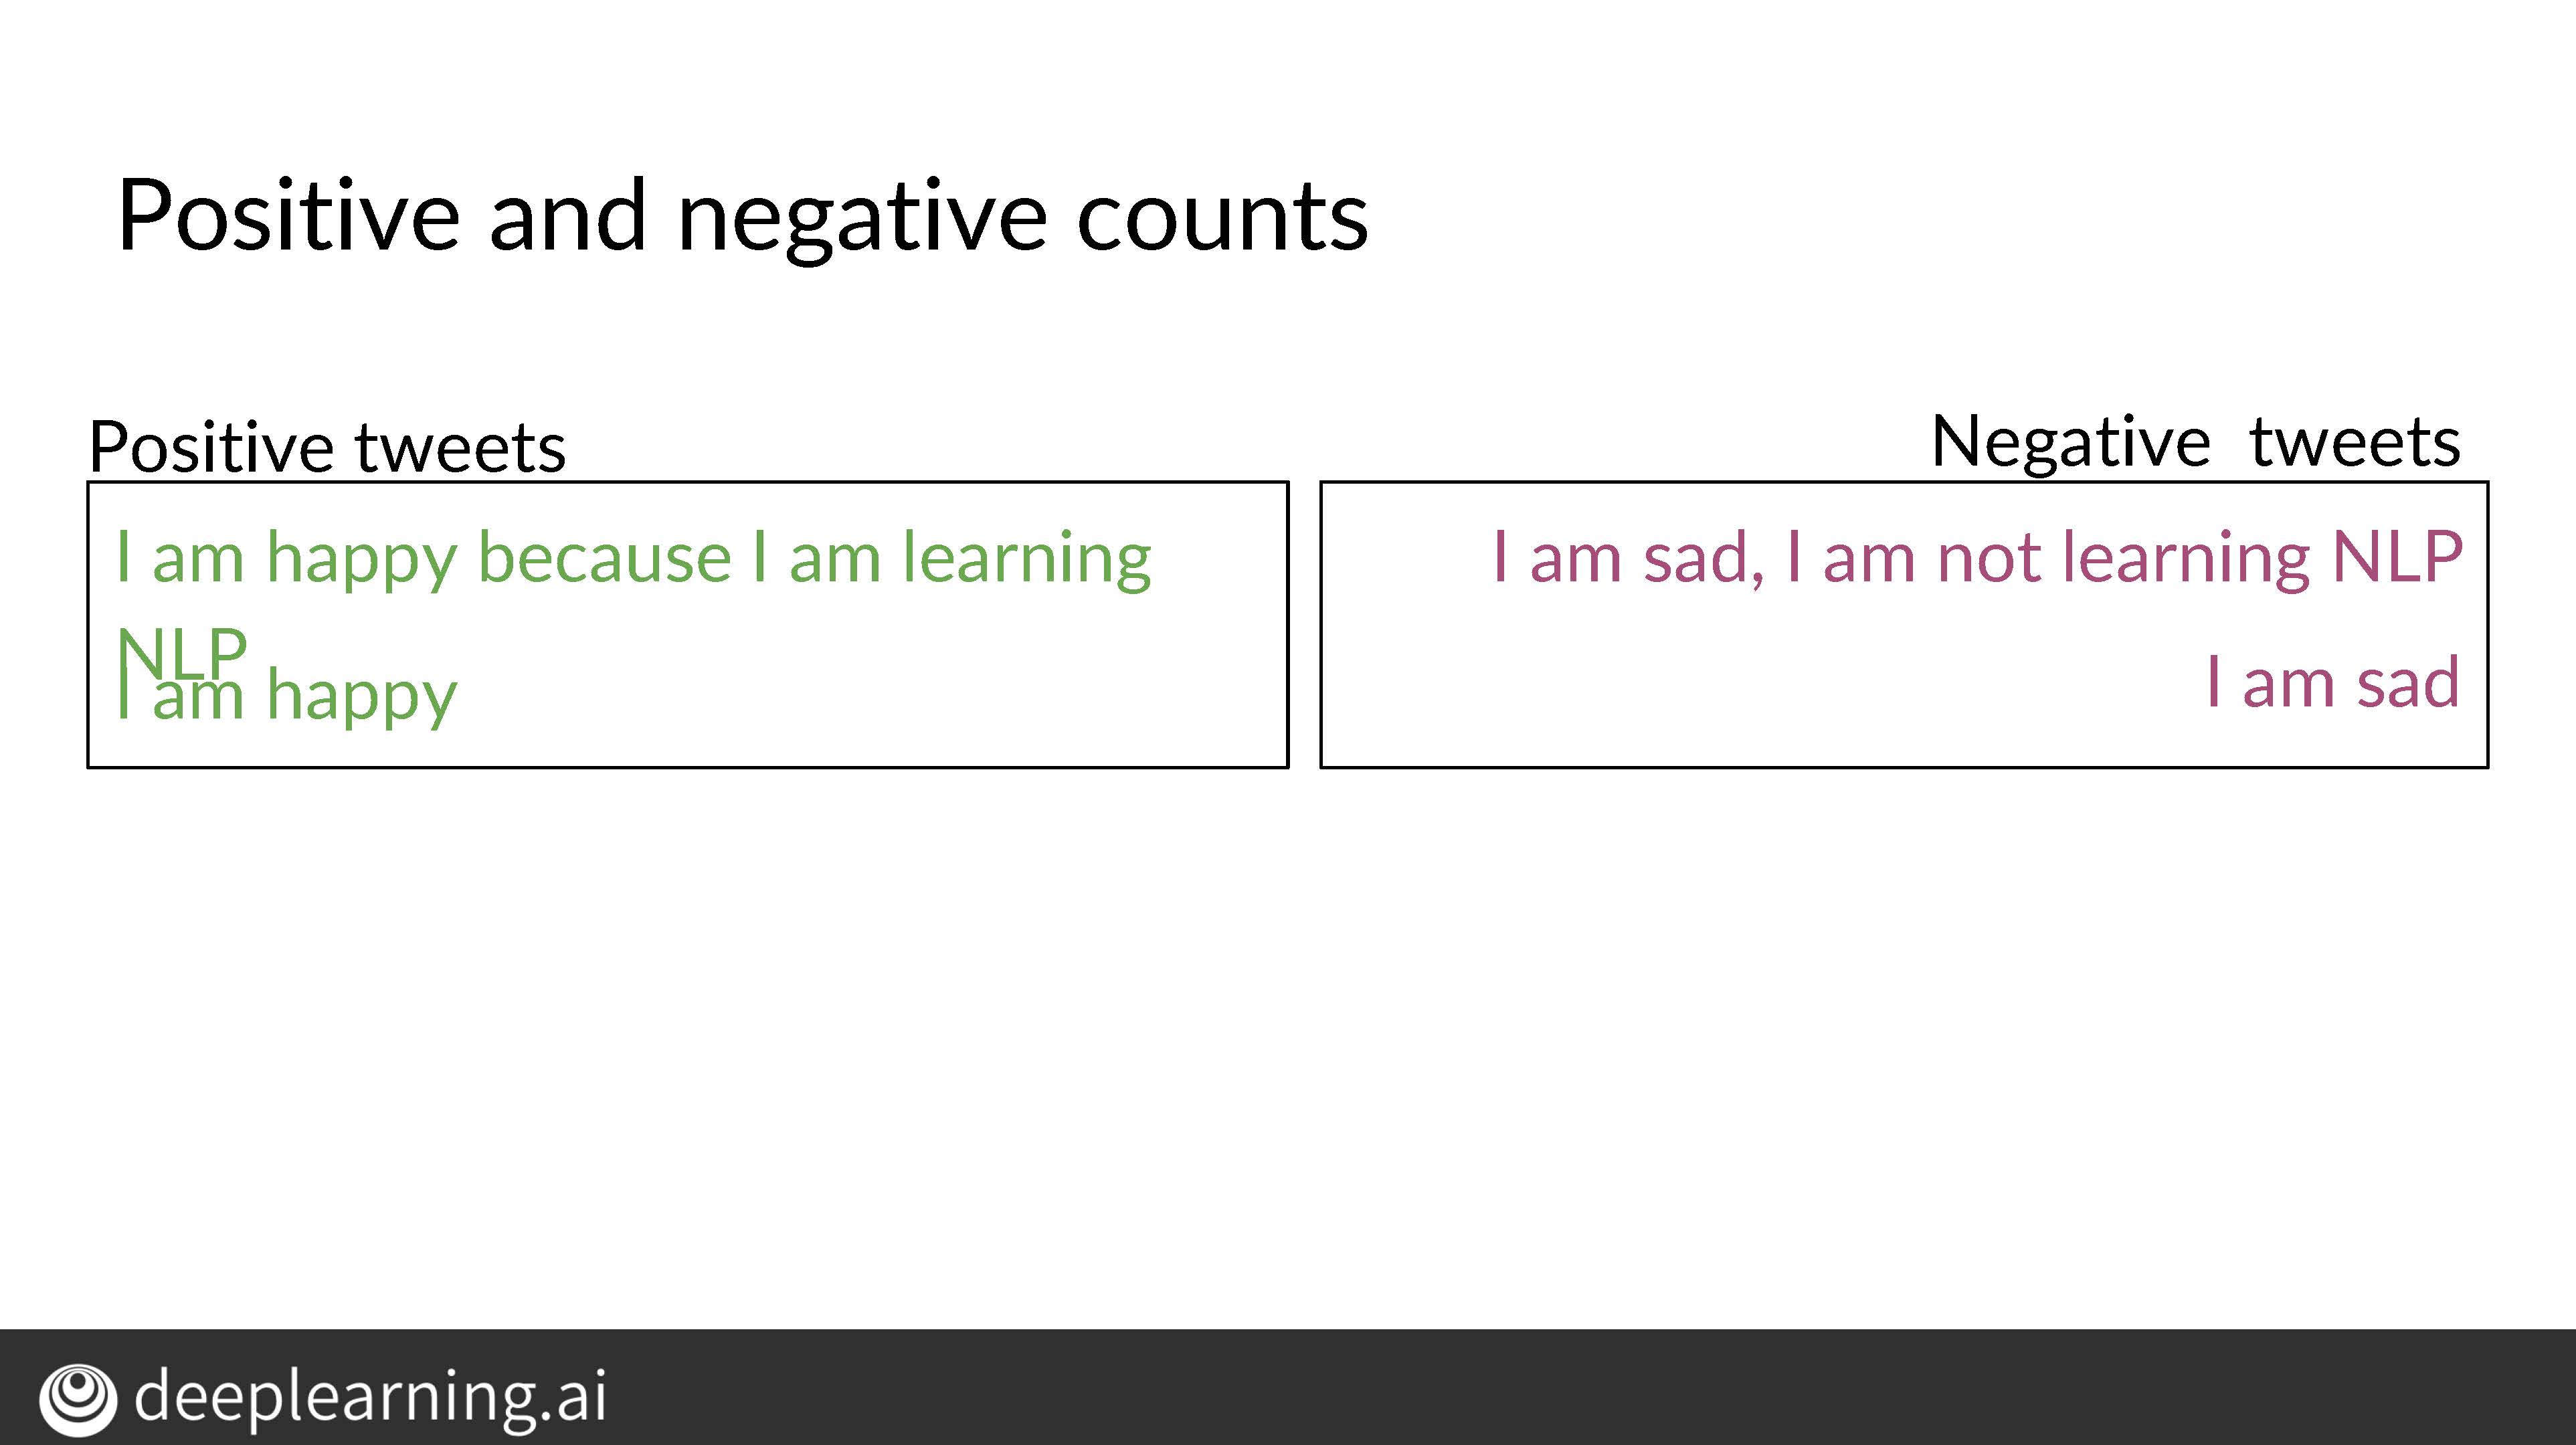 Positive and negative counts
Positive tweets
I am happy because I am learning
NLP
I am happy
Negative tweets
I am sad, I am not learning NLP
I am sad
deeplearning.ai